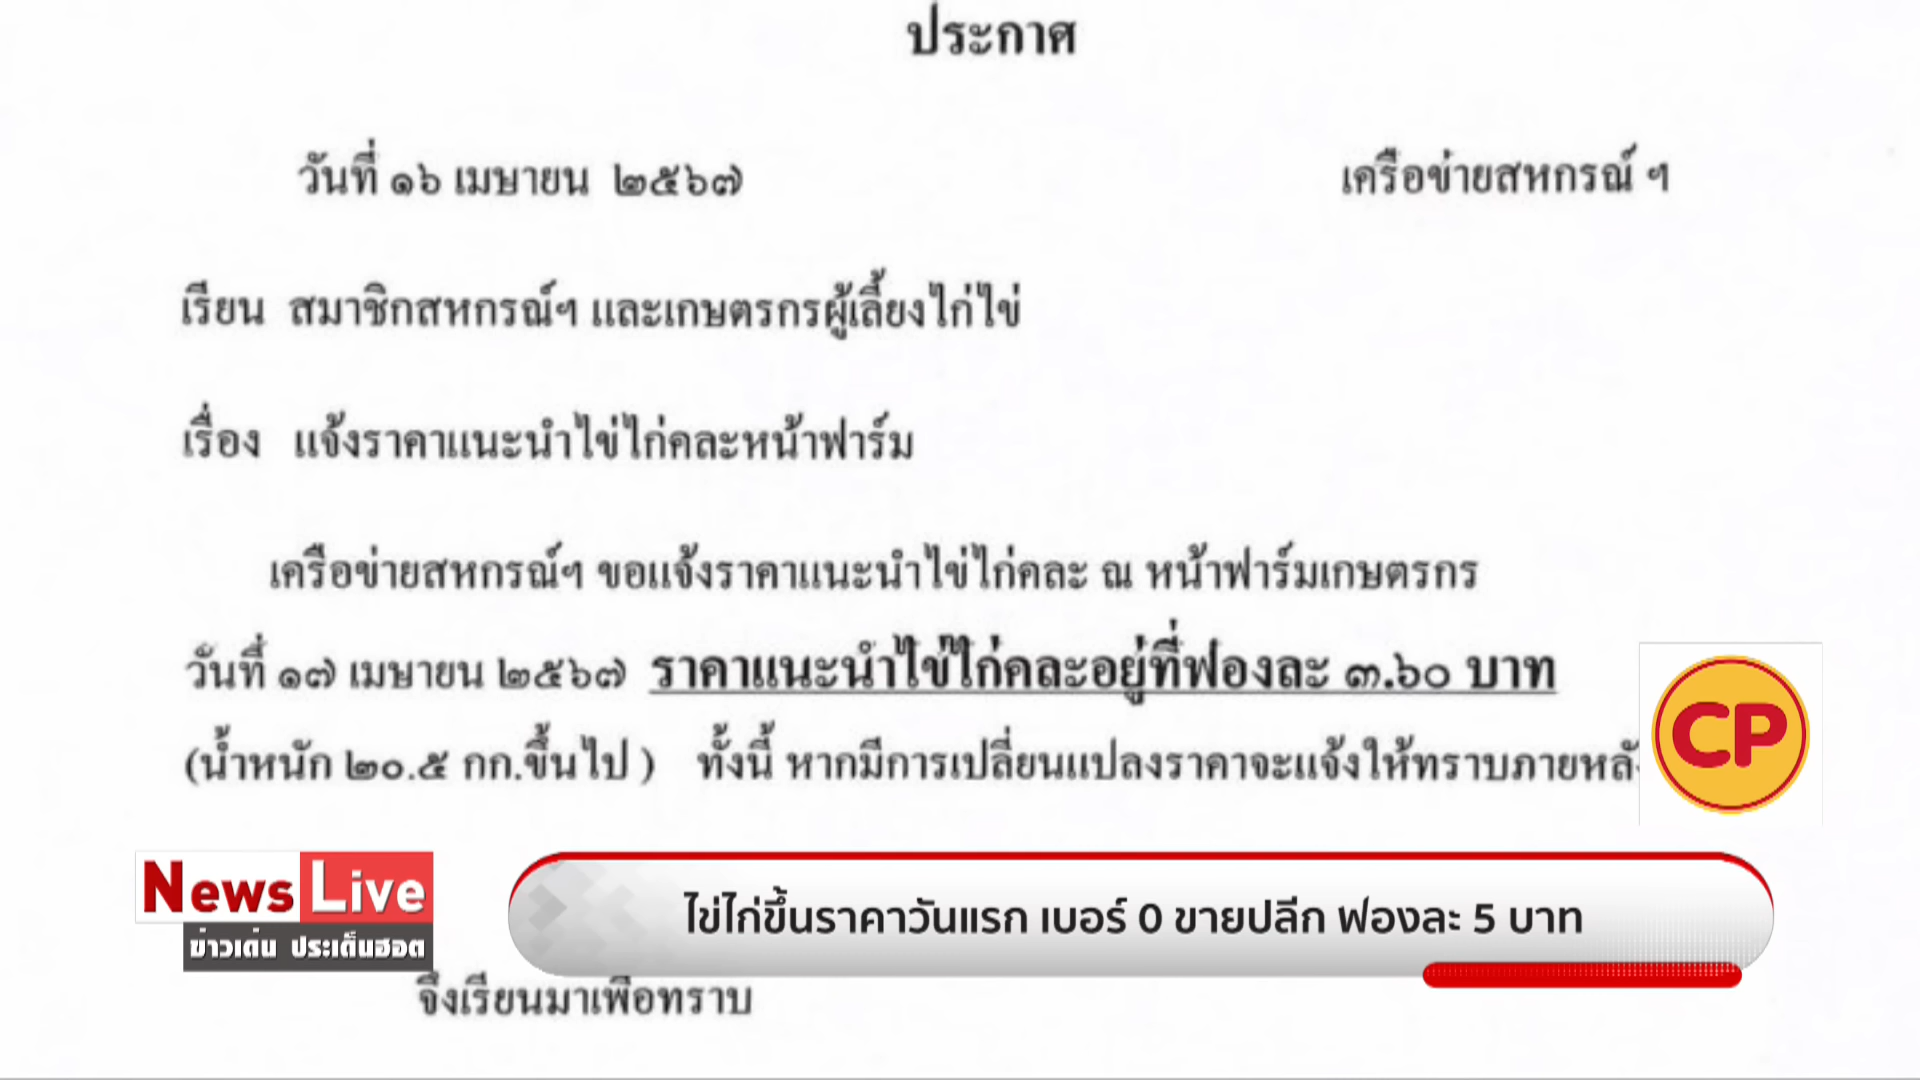 ประกาศ
วันที่ ๑๖ เมษายน ๒๕๖๗ เครือข่ายสหกรณ์ ฯ
เรียน สมาชิกสหกรณ์ฯ และเกษตรกรผู้เลี้ยงไก่ไข่
เรื่อง แจ้งราคาแนะนำไข่ไก่คละหน้าฟาร์ม
เครือข่ายสหกรณ์ฯ ขอแจ้งราคาแนะนำไข่ไก่คละ ณ หน้าฟาร์มเกษตรกร
วันที่ ๑๗ เมษายน ๒๕๖๗ ราคาแนะนำไข่ไก่คละอยู่ที่ฟองละ ๓.๖๐ บาท
(น้ำหนัก ๒๐.๕ กก.ขึ้นไป ) ทั้งนี้ หากมีการเปลี่ยนแปลงราคาจะแจ้งให้ทราบภายหลัง
CP
News Live
ข่าวเด่น ประเด็นฮอต
ไข่ไก่ขึ้นราคาวันแรก เบอร์ 0 ขายปลีก ฟองละ 5 บาท
จึงเรียนมาเพื่อทราบ